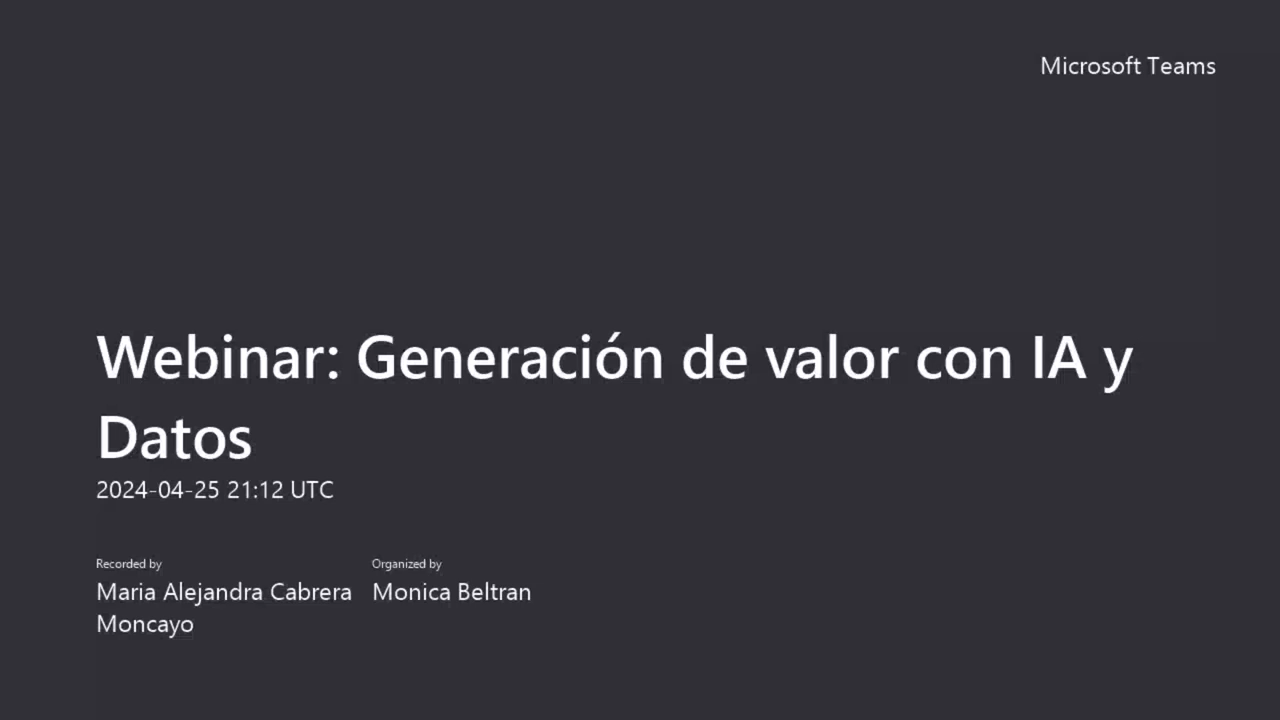 Microsoft Teams
Webinar: Generación de valor con IA y
Datos
2024-04-25 21:12 UTC
Recorded by
Maria Alejandra Cabrera
Moncayo
Organized by
Monica Beltran